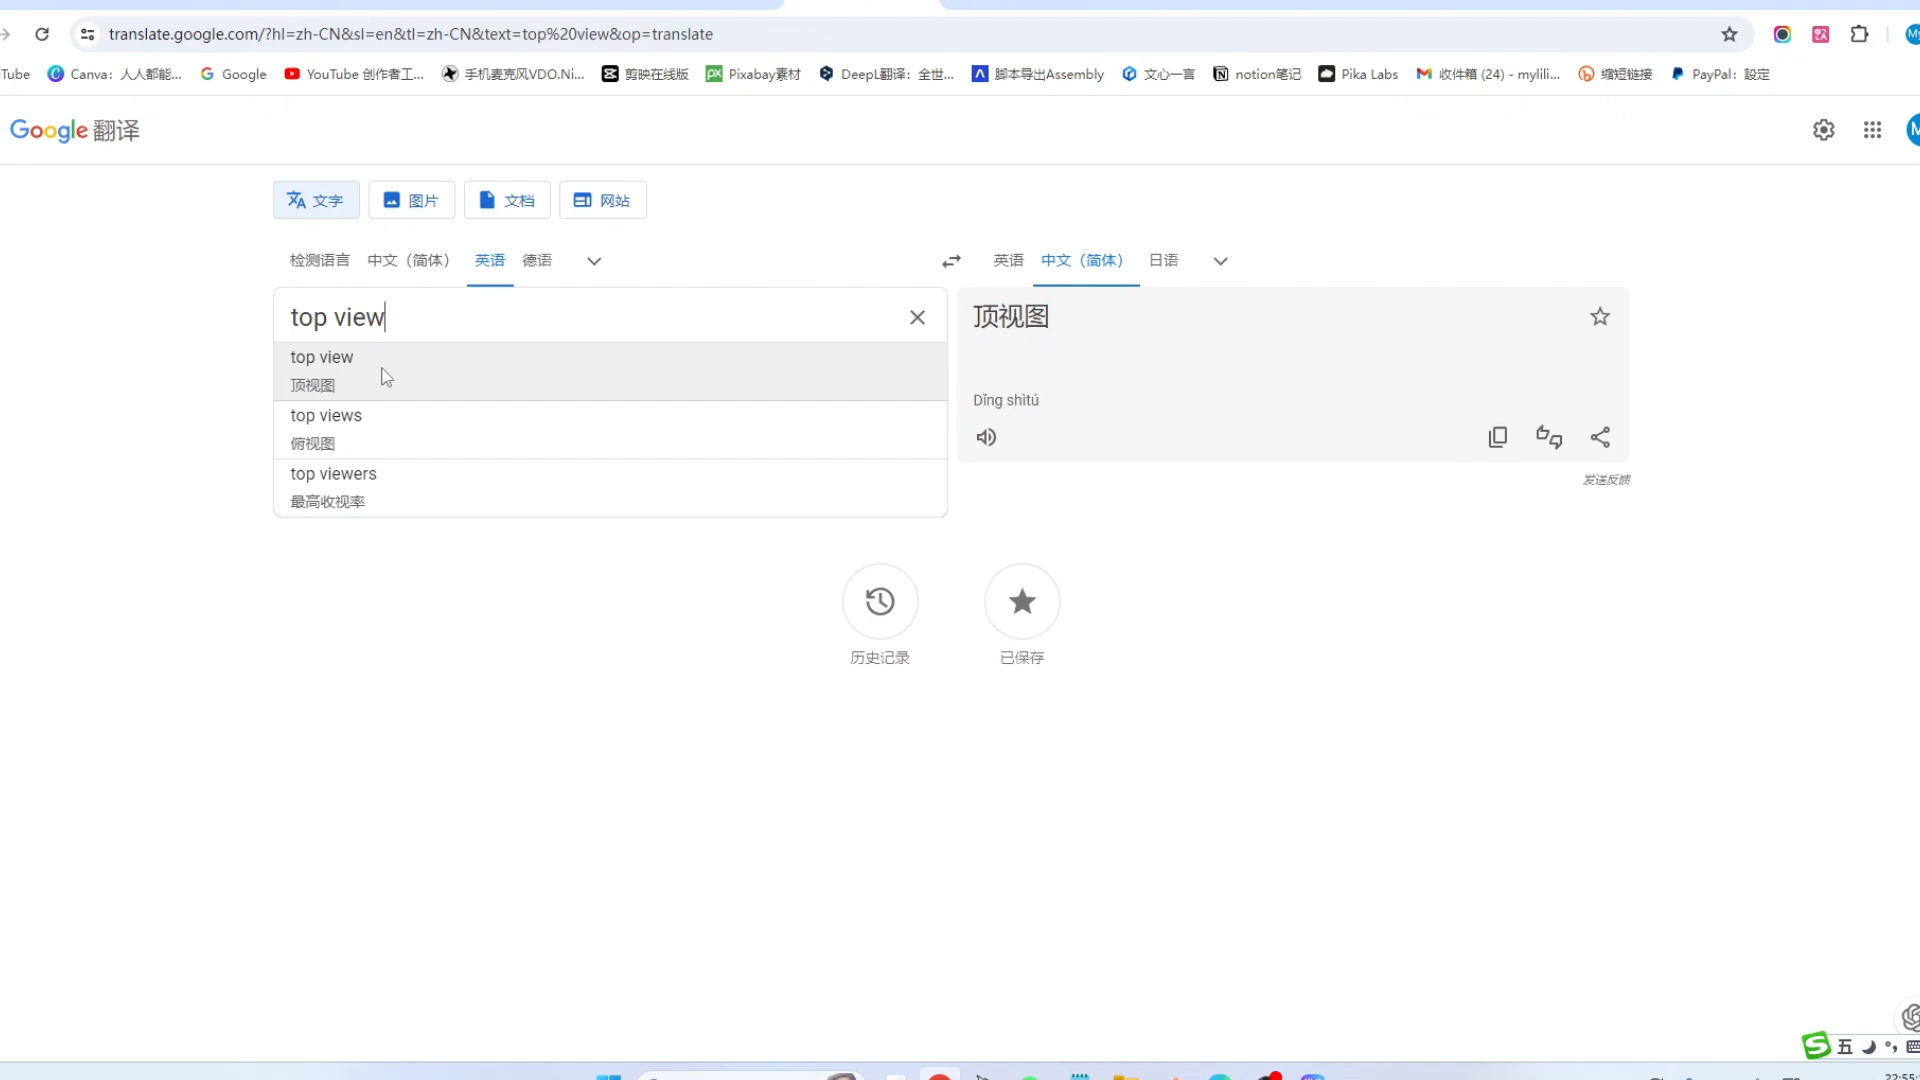 translate.google.com/?hl=zh-CN&sl=en&tl=zh-CN&text=top%20view&op=translate
Tube
Canva：人人都能...
Google
YouTube 创作者工...
手机麦克风VDO.Ni...
剪映在线版
Pixabay素材
DeepL翻译：全世...
脚本导出Assembly
文心一言
notion笔记
Pika Labs
收件箱 (24) - mylili...
缩短链接
PayPal：設定
Google 翻译
文字
图片
文档
网站
检测语言
中文（简体）
英语
德语
英语
中文（简体）
日语
top view
顶视图
top view
顶视图
Dǐng shìtú
top views
俯视图
top viewers
最高收视率
发送反馈
历史记录
已保存
五